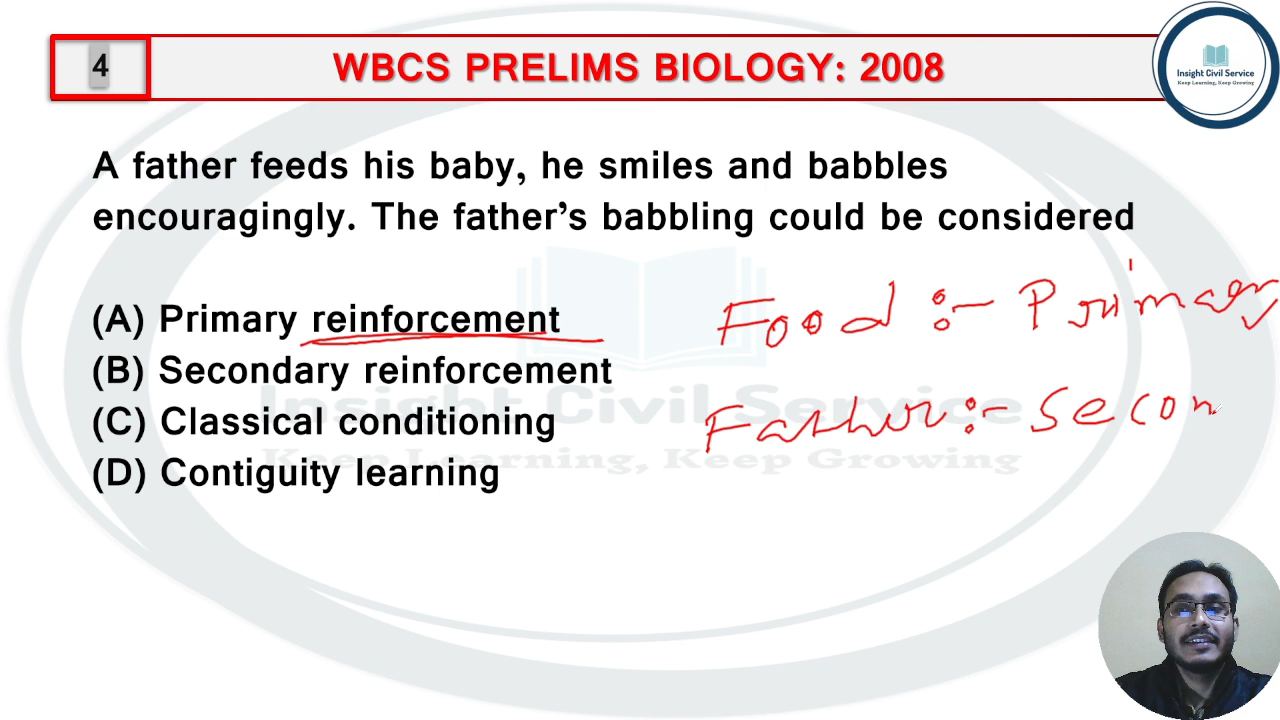 4
WBCS PRELIMS BIOLOGY: 2008
Insight Civil Service
Keep Learning, Keep Growing
A father feeds his baby, he smiles and babbles
encouragingly. The father's babbling could be considered
(A) Primary reinforcement
(B) Secondary reinforcement
(C) Classical conditioning
(D) Contiguity learning
Food :- Primary
Father :- Secon
Insight Civil Service
Keep Learning, Keep Growing